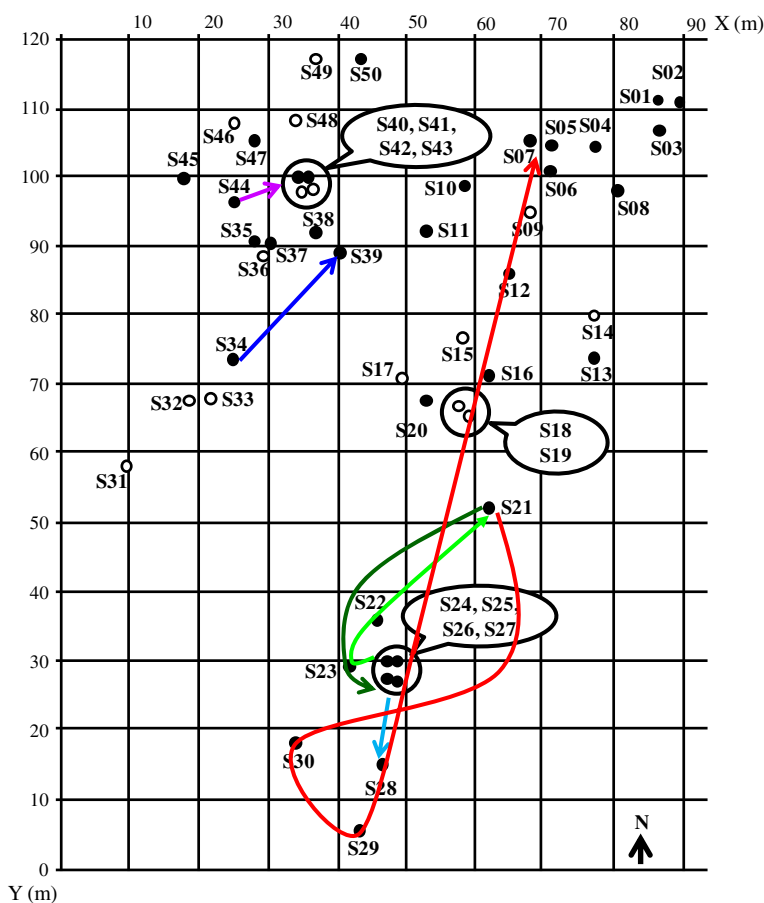 10 20 30 40 50 60 70 80 90 X (m)
120
S49 S50
S02
S01
110
S46 S48
S40, S41,
S42, S43
S05 S04
S47 S07 S03
S45
100
S44 S10 S06
S38 S08
S35 S11 S09
90
S36 S37 S39
S12
80
S34 S15 S14
S17 S16 S13
70
S32 S33
S20 S18
S19
60
S31
50
S21
40
S22 S24, S25,
S26, S27
30
S23
20
S30
S28
10
S29
N
0
Y (m)